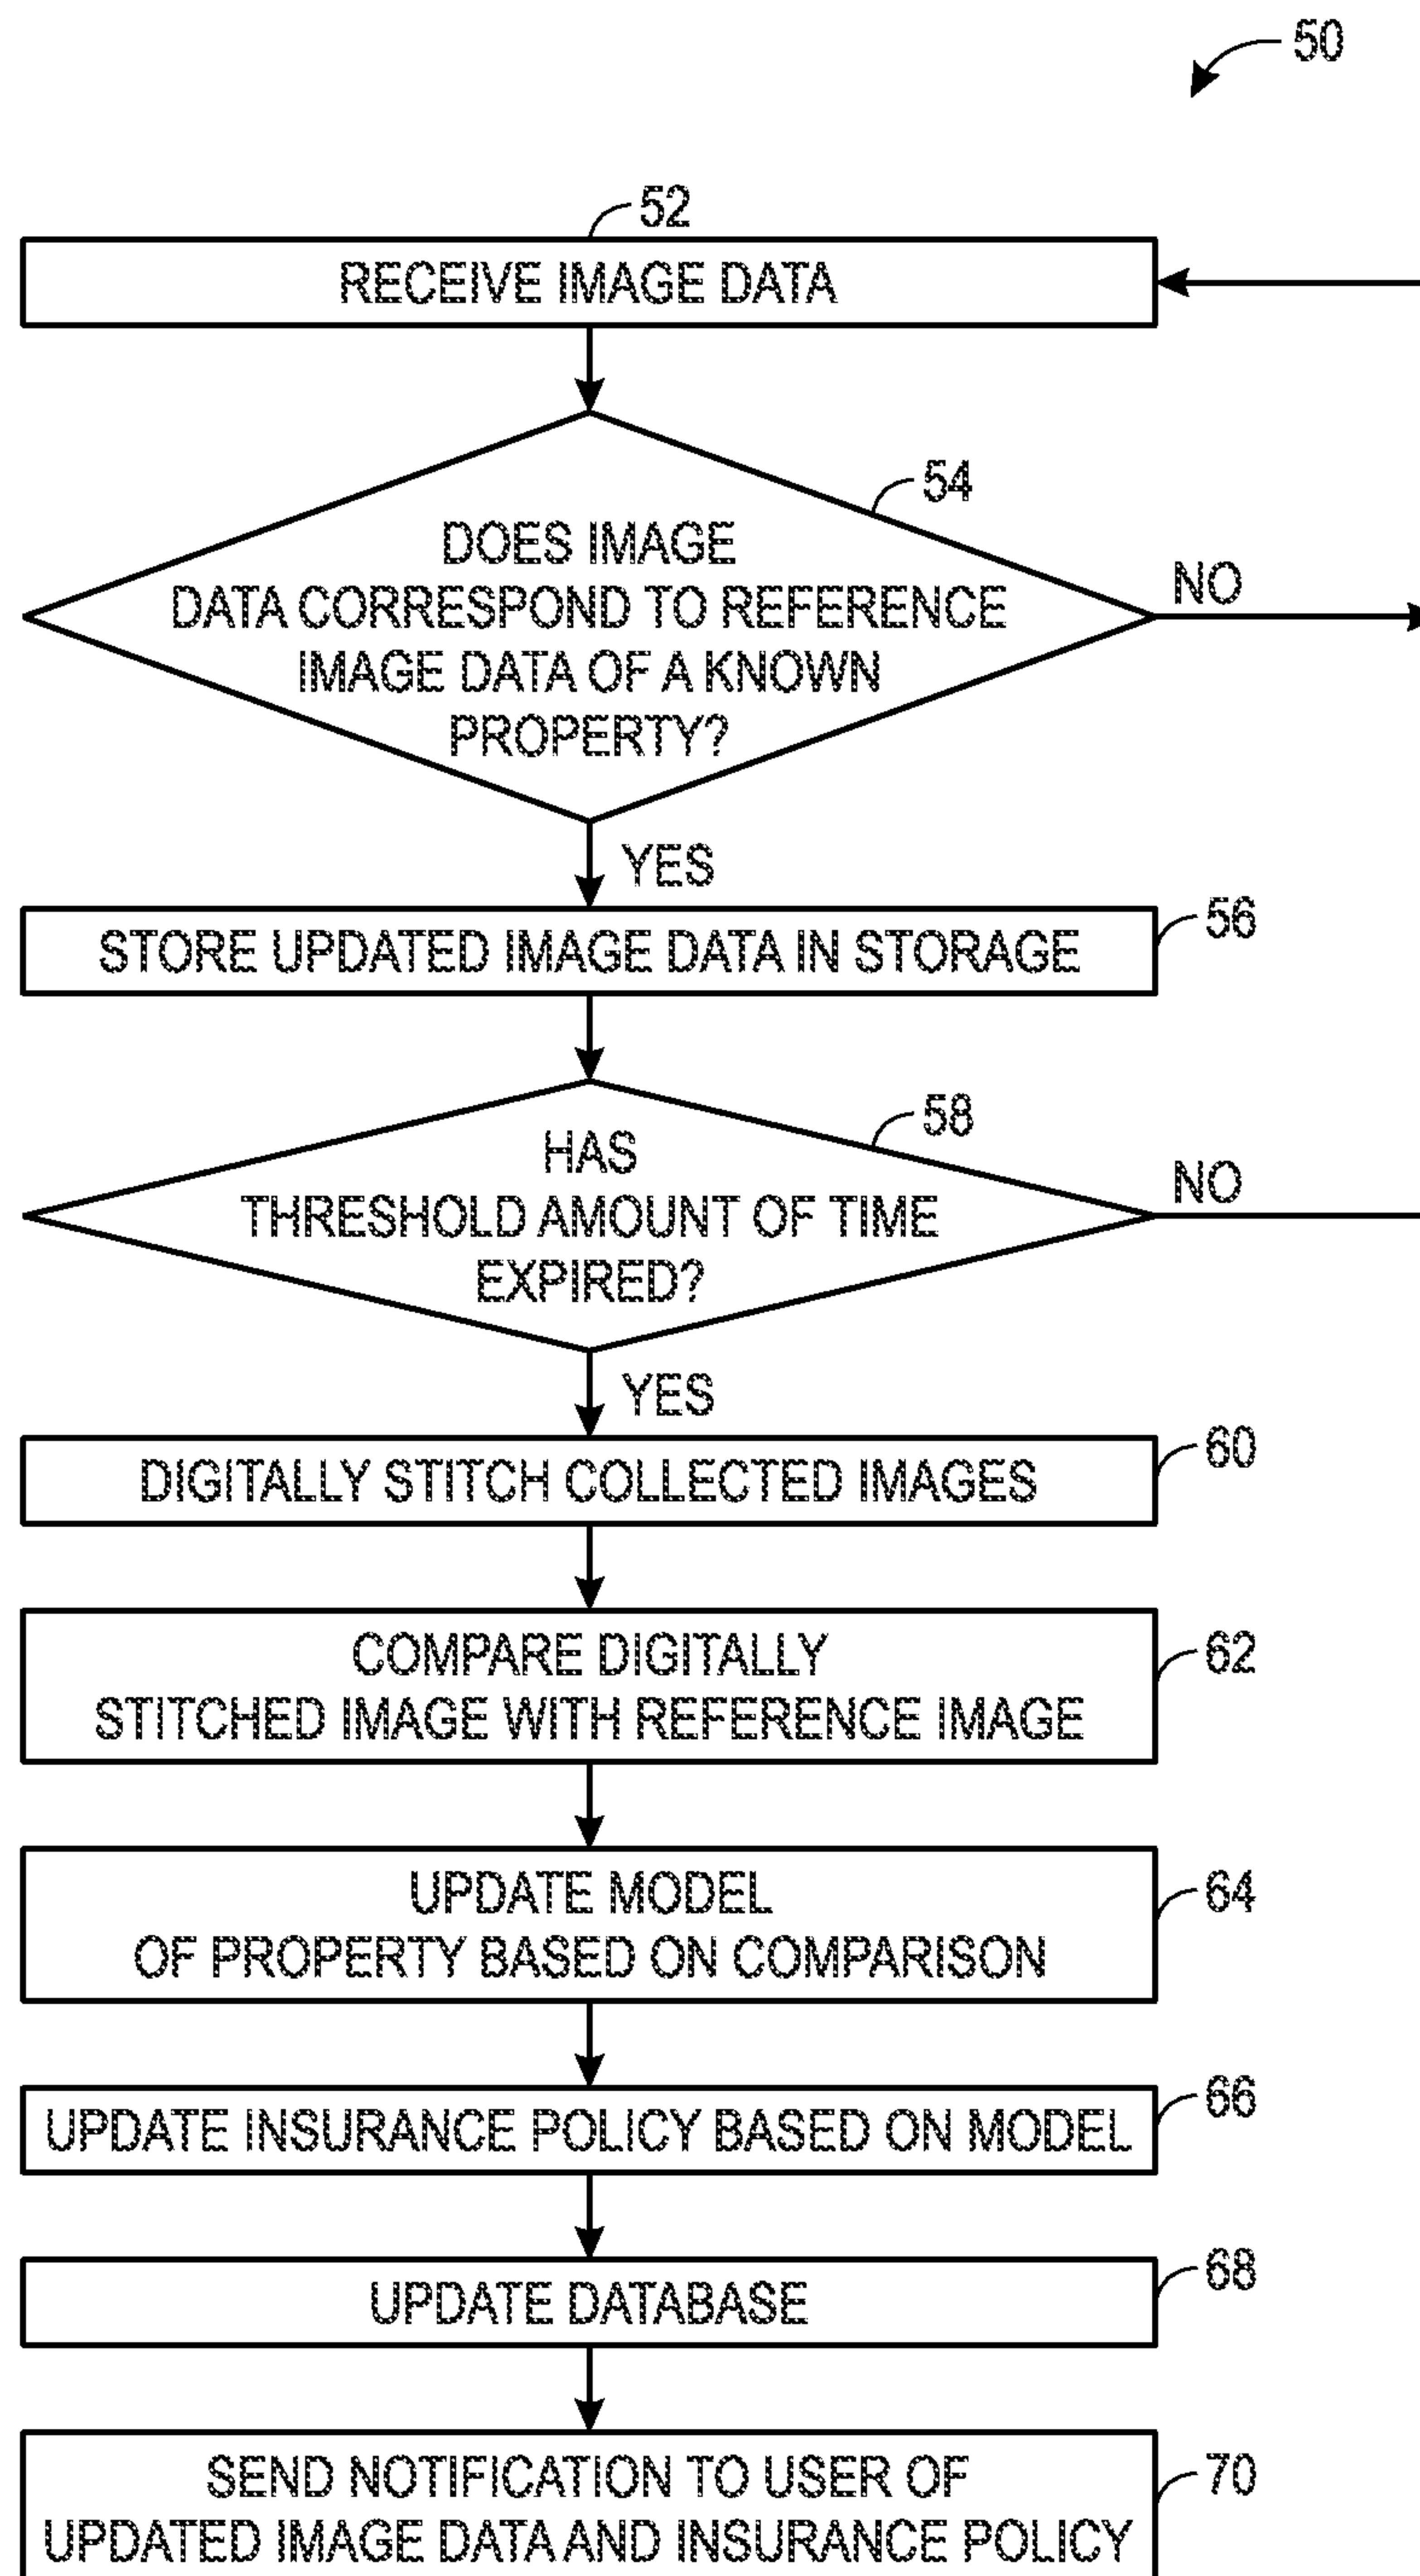 50
52
RECEIVE IMAGE DATA
54
DOES IMAGE
DATA CORRESPOND TO REFERENCE
IMAGE DATA OF A KNOWN
PROPERTY?
NO
YES
56
STORE UPDATED IMAGE DATA IN STORAGE
58
HAS
THRESHOLD AMOUNT OF TIME
EXPIRED?
NO
YES
60
DIGITALLY STITCH COLLECTED IMAGES
62
COMPARE DIGITALLY
STITCHED IMAGE WITH REFERENCE IMAGE
64
UPDATE MODEL
OF PROPERTY BASED ON COMPARISON
66
UPDATE INSURANCE POLICY BASED ON MODEL
68
UPDATE DATABASE
70
SEND NOTIFICATION TO USER OF
UPDATED IMAGE DATA AND INSURANCE POLICY